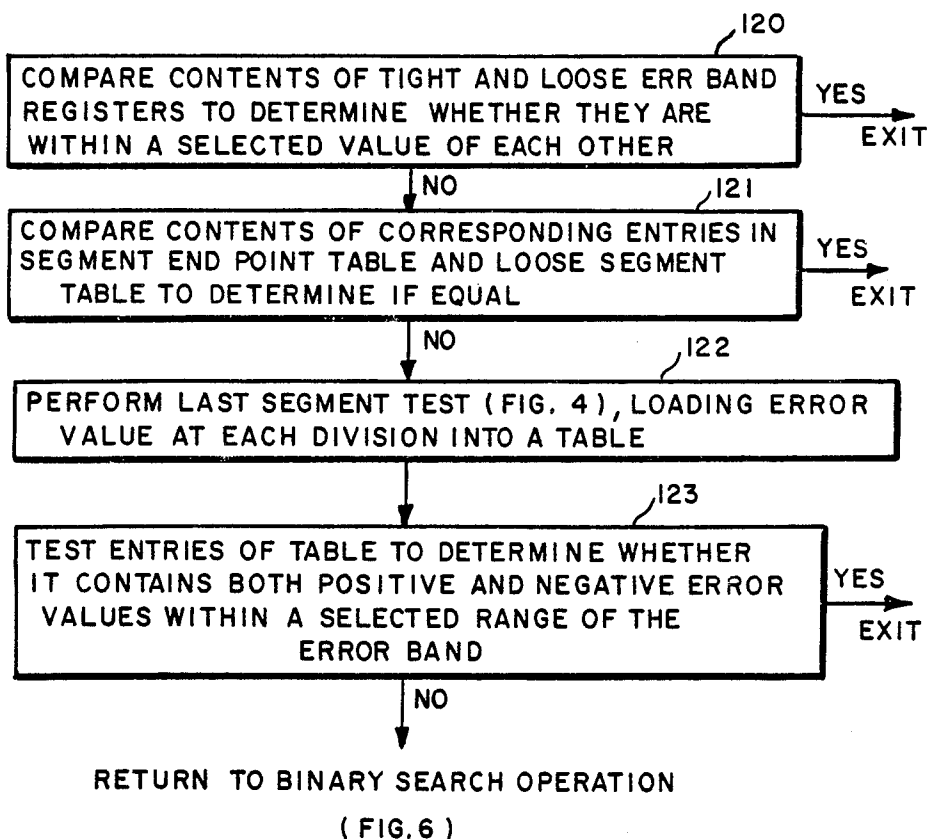 120
COMPARE CONTENTS OF TIGHT AND LOOSE ERR BAND
REGISTERS TO DETERMINE WHETHER THEY ARE
WITHIN A SELECTED VALUE OF EACH OTHER
YES
EXIT
NO
121
COMPARE CONTENTS OF CORRESPONDING ENTRIES IN
SEGMENT END POINT TABLE AND LOOSE SEGMENT
TABLE TO DETERMINE IF EQUAL
YES
EXIT
NO
122
PERFORM LAST SEGMENT TEST (FIG. 4), LOADING ERROR
VALUE AT EACH DIVISION INTO A TABLE
123
TEST ENTRIES OF TABLE TO DETERMINE WHETHER
IT CONTAINS BOTH POSITIVE AND NEGATIVE ERROR
VALUES WITHIN A SELECTED RANGE OF THE
ERROR BAND
YES
EXIT
NO
RETURN TO BINARY SEARCH OPERATION
(FIG. 6)